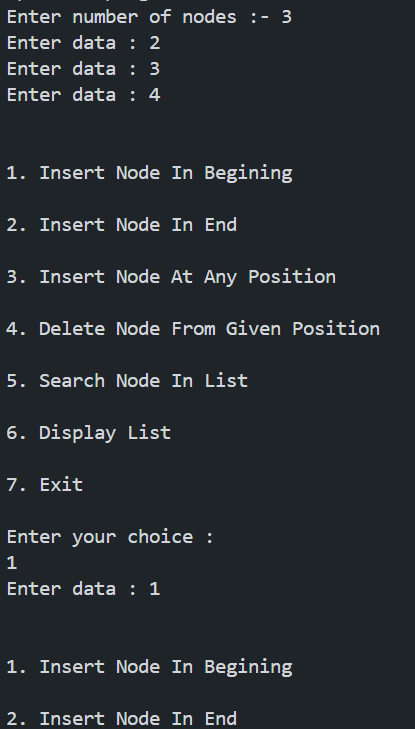 Enter number of nodes :- 3
Enter data : 2
Enter data : 3
Enter data : 4
1. Insert Node In Begining
2. Insert Node In End
3. Insert Node At Any Position
4. Delete Node From Given Position
5. Search Node In List
6. Display List
7. Exit
Enter your choice :
1
Enter data : 1
1. Insert Node In Begining
2. Insert Node In End